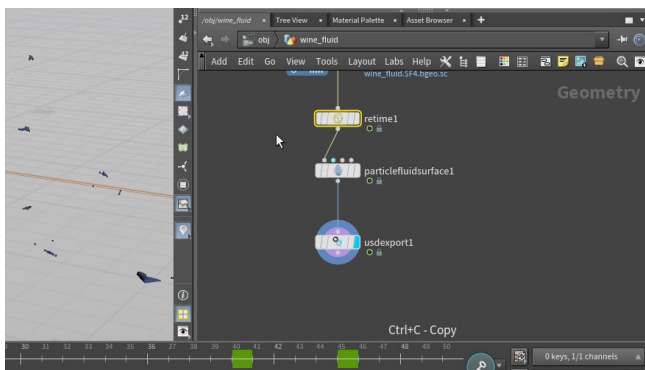 12
/obj/wine_fluid
Tree View
Material Palette
Asset Browser
+
obj
wine_fluid
Add Edit Go View Tools Layout Labs Help
wine_fluid.$F4.bgeo.sc
Geometry
retime1
particlefluidsurface1
usdexport1
Ctrl+C - Copy
30 31 32 33 34 35 36 37 38 39 40 41 42 43 44 45 46 47 48 49 50
0 keys, 1/1 channels